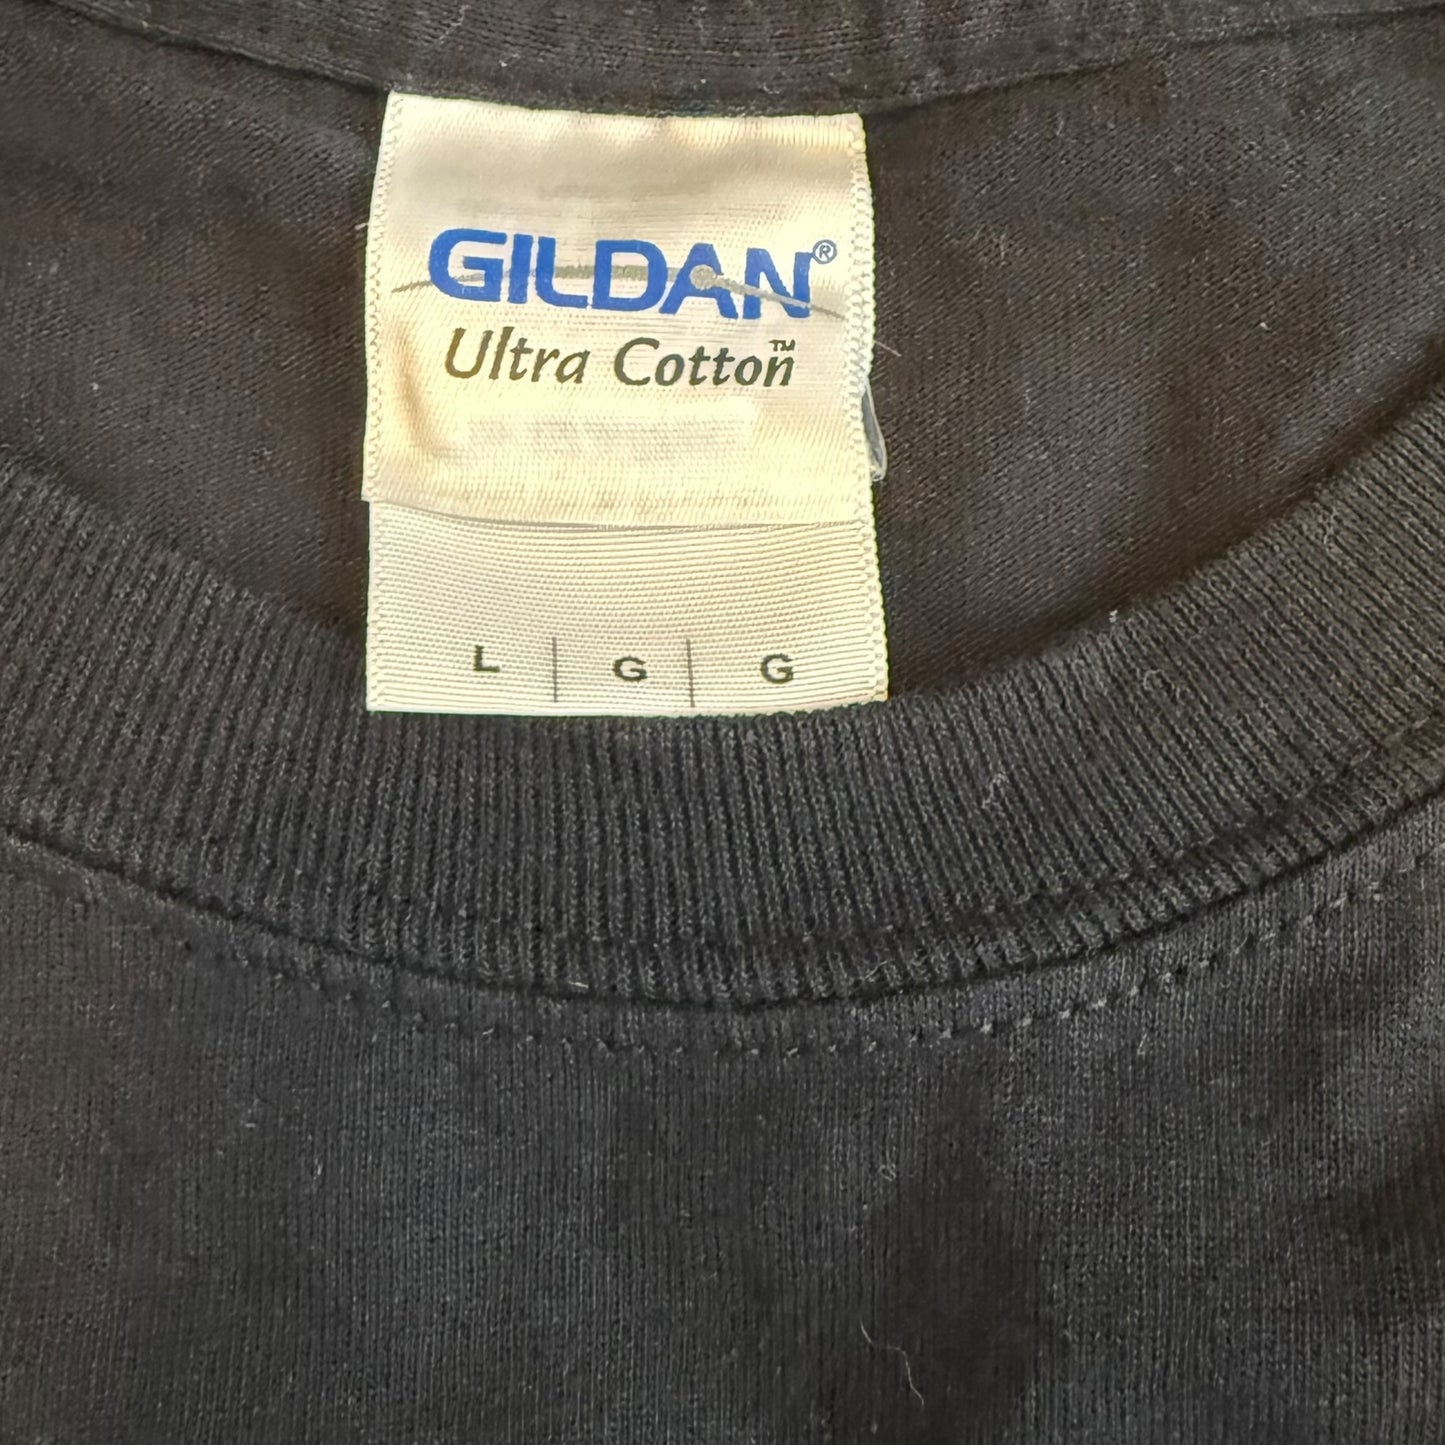 GILDAN®
Ultra Cotton™
L | G | G